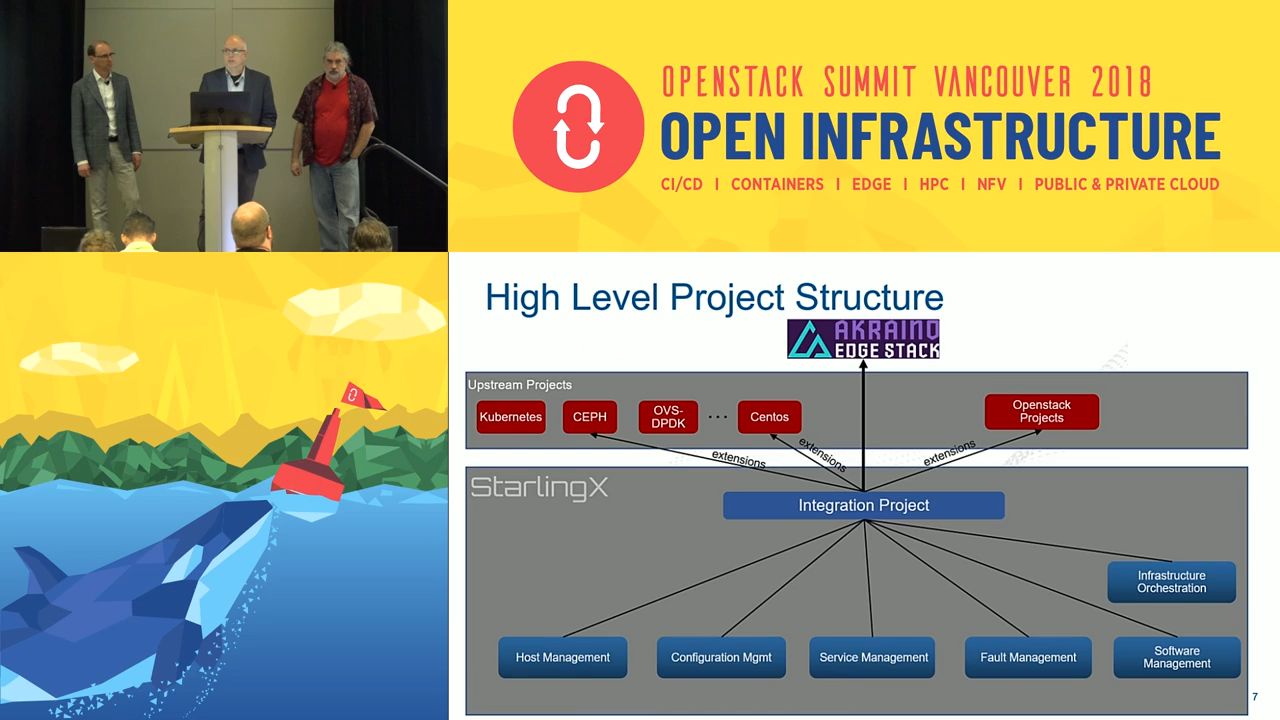 OPENSTACK SUMMIT VANCOUVER 2018
OPEN INFRASTRUCTURE
CI/CD | CONTAINERS | EDGE | HPC | NFV | PUBLIC & PRIVATE CLOUD
High Level Project Structure
AKRAINO
EDGE STACK
Upstream Projects
Kubernetes
CEPH
OVS-
DPDK
...
Centos
Openstack
Projects
extensions
extensions
extensions
StarlingX
Integration Project
Infrastructure
Orchestration
Host Management
Configuration Mgmt
Service Management
Fault Management
Software
Management
7